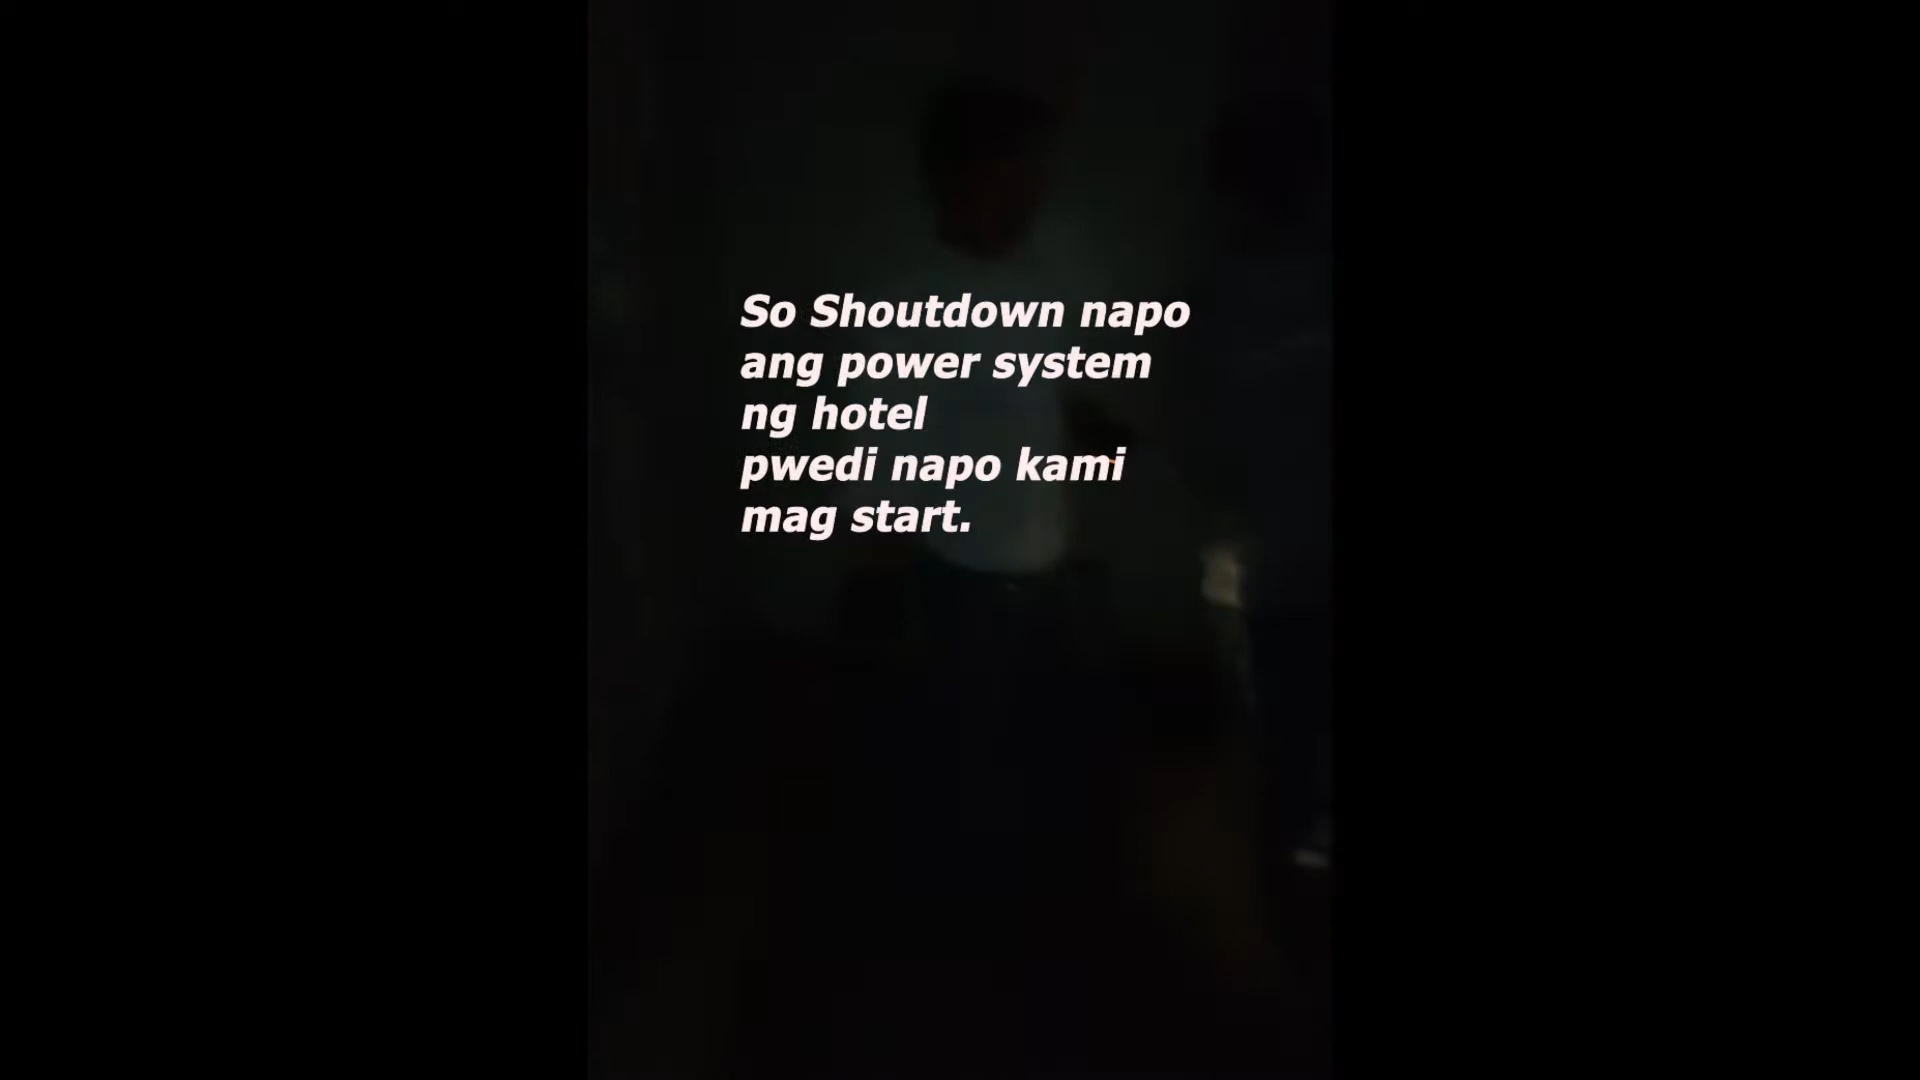 So Shoutdown napo
ang power system
ng hotel
pwedi napo kami
mag start.